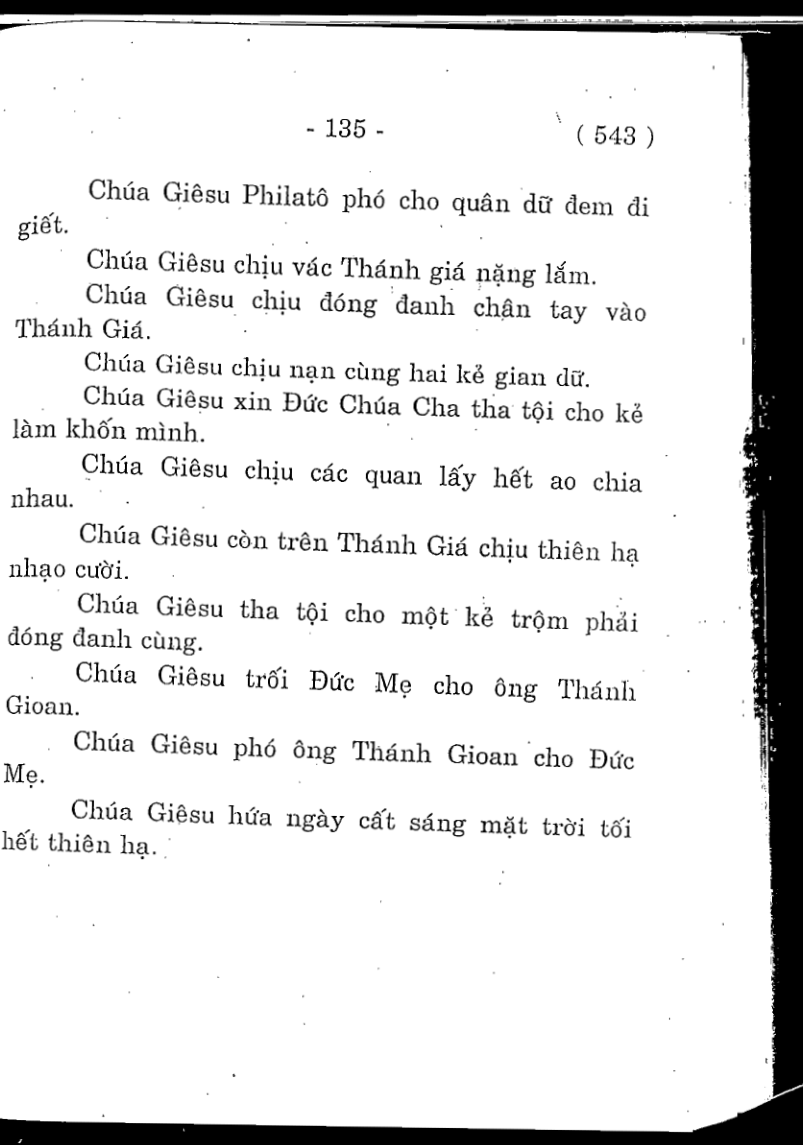 - 135 - ( 543 )
Chúa Giêsu Philatô phó cho quân dữ đem đi
giết.
Chúa Giêsu chịu vác Thánh giá nặng lắm.
Chúa Giêsu chịu đóng đanh chận tay vào
Thánh Giá.
Chúa Giêsu chịu nạn cùng hai kẻ gian dữ.
Chúa Giêsu xin Đức Chúa Cha tha tội cho kẻ
làm khốn mình.
Chúa Giêsu chịu các quan lấy hết ao chia
nhau.
Chúa Giêsu còn trên Thánh Giá chịu thiên hạ
nhạo cười.
Chúa Giêsu tha tội cho một kẻ trộm phải
đóng đanh cùng.
Chúa Giêsu trối Đức Mẹ cho ông Thánh
Gioan.
Chúa Giêsu phó ông Thánh Gioan cho Đức
Mẹ.
Chúa Giêsu hứa ngày cất sáng mặt trời tối
hết thiên hạ.